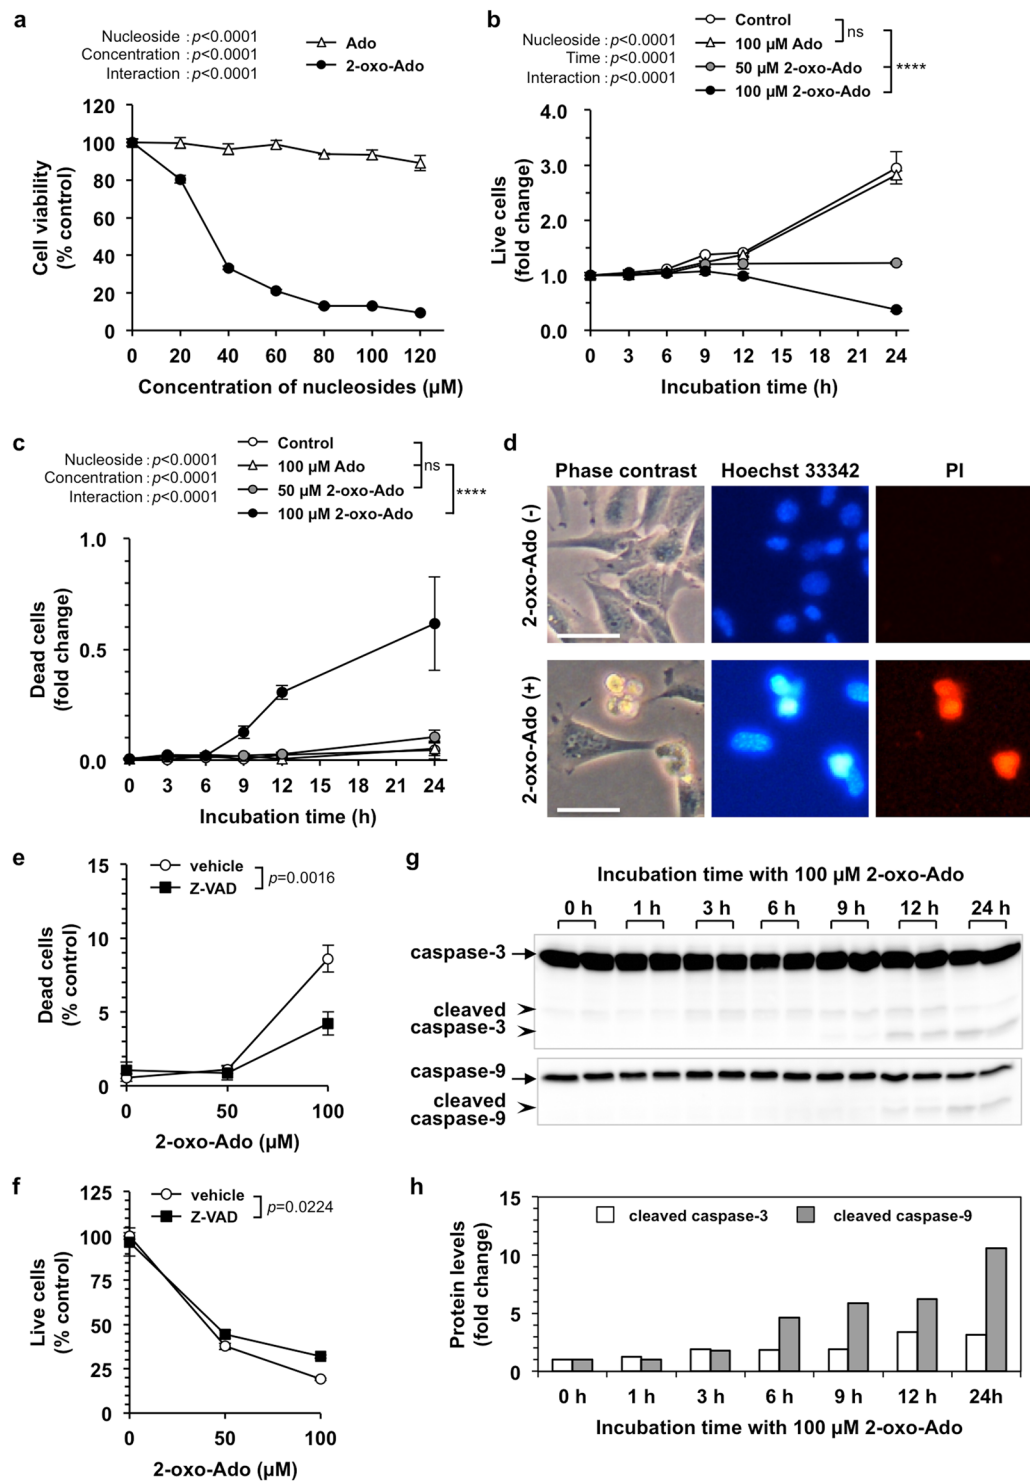 a
Nucleoside : p<0.0001
Concentration : p<0.0001
Interaction : p<0.0001
Ado
2-oxo-Ado
120
100
80
60
40
20
0
Cell viability
(% control)
0 20 40 60 80 100 120
Concentration of nucleosides (µM)
b
Nucleoside : p<0.0001
Time : p<0.0001
Interaction : p<0.0001
Control
100 µM Ado
50 µM 2-oxo-Ado
100 µM 2-oxo-Ado
ns
****
4.0
3.0
2.0
1.0
0.0
Live cells
(fold change)
0 3 6 9 12 15 18 21 24
Incubation time (h)
c
Nucleoside : p<0.0001
Concentration : p<0.0001
Interaction : p<0.0001
Control
100 µM Ado
50 µM 2-oxo-Ado
100 µM 2-oxo-Ado
ns
****
1.0
0.5
0.0
Dead cells
(fold change)
0 3 6 9 12 15 18 21 24
Incubation time (h)
d
Phase contrast Hoechst 33342 PI
2-oxo-Ado (-)
2-oxo-Ado (+)
e
vehicle
Z-VAD
p=0.0016
15
10
5
0
Dead cells
(% control)
0 50 100
2-oxo-Ado (µM)
f
vehicle
Z-VAD
p=0.0224
125
100
75
50
25
0
Live cells
(% control)
0 50 100
2-oxo-Ado (µM)
g
Incubation time with 100 µM 2-oxo-Ado
0 h 1 h 3 h 6 h 9 h 12 h 24 h
caspase-3
cleaved
caspase-3
caspase-9
cleaved
caspase-9
h
cleaved caspase-3 cleaved caspase-9
15
10
5
0
Protein levels
(fold change)
0 h 1 h 3 h 6 h 9 h 12 h 24h
Incubation time with 100 µM 2-oxo-Ado